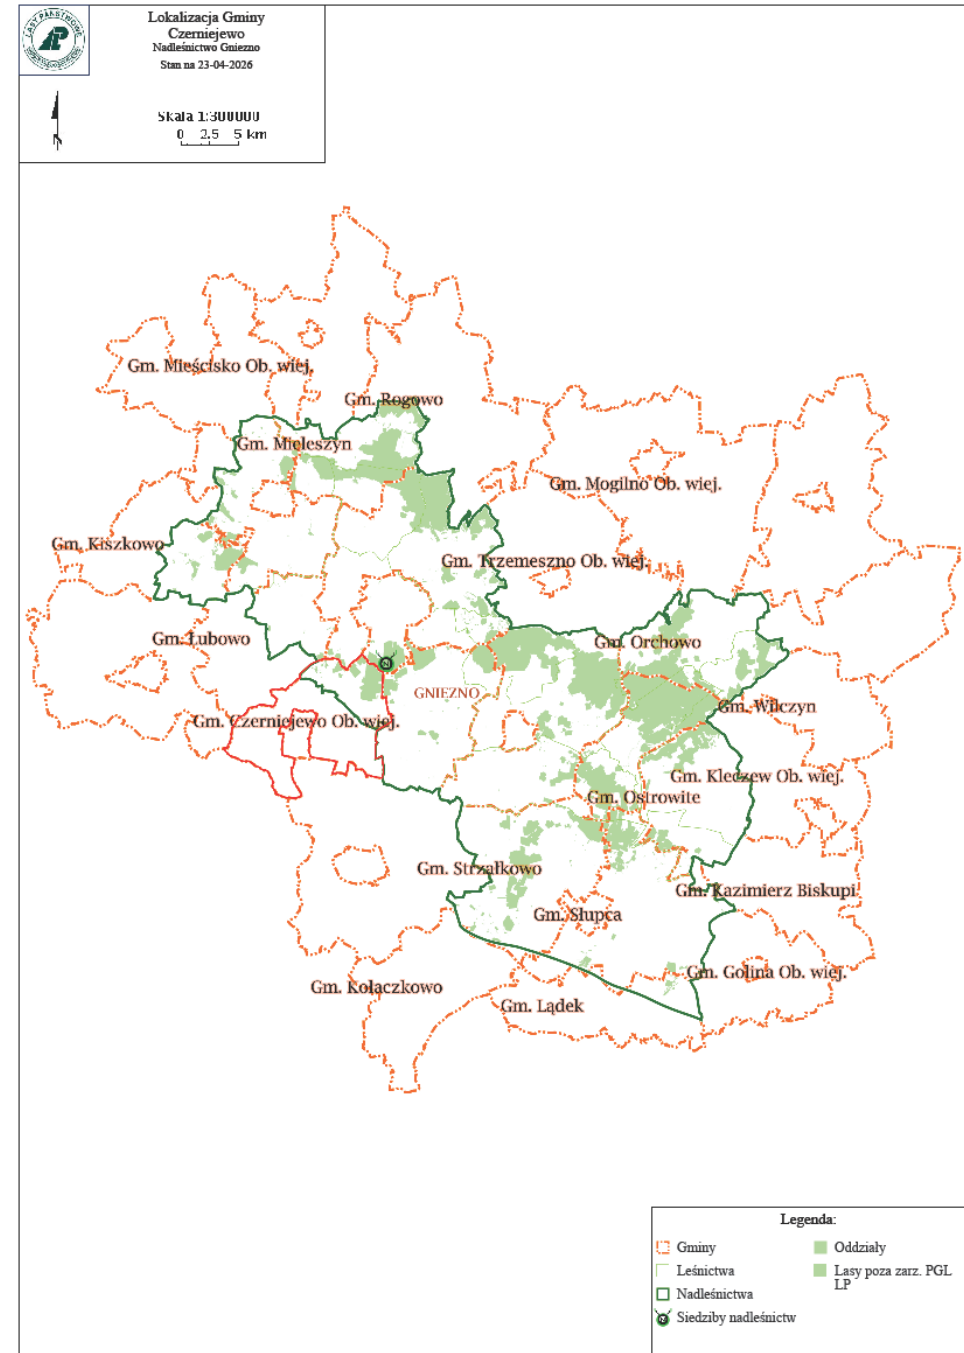 LASY PAŃSTWOWE
Lokalizacja Gminy
Czerniejewo
Nadleśnictwo Gniezno
Stan na 23-04-2026
Skala 1:300000
0 2.5 5 km
Gm. Mieścisko Ob. wiej.
Gm. Rogowo
Gm. Mieleszyn
Gm. Mogilno Ob. wiej.
Gm. Kiszkowo
Gm. Trzemeszno Ob. wiej.
Gm. Łubowo
Gm. Orchowo
GNIEZNO
Gm. Wilczyn
Gm. Czerniejewo Ob. wiej.
Gm. Kleczew Ob. wiej.
Gm. Ostrowite
Gm. Strzałkowo
Gm. Kazimierz Biskupi
Gm. Słupca
Gm. Golina Ob. wiej.
Gm. Kołaczkowo
Gm. Lądek
Legenda:
Gminy
Oddziały
Leśnictwa
Lasy poza zarz. PGL
LP
Nadleśnictwa
Siedziby nadleśnictw